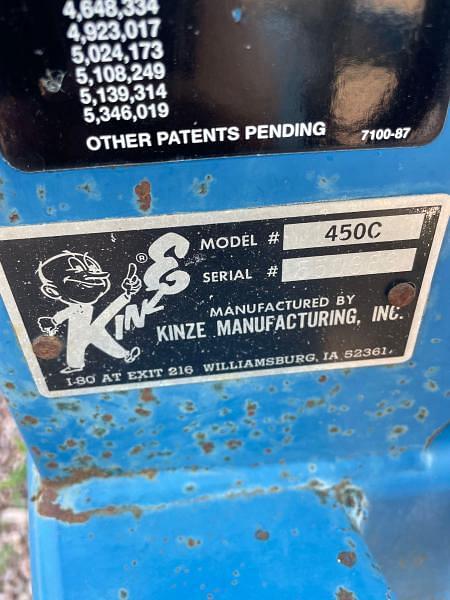 4,648,334
4,923,017
5,024,173
5,108,249
5,139,314
5,346,019
OTHER PATENTS PENDING 7100-87
KINZE ®
MODEL # 450C
SERIAL #
MANUFACTURED BY
KINZE MANUFACTURING, INC.
I-80 AT EXIT 216 WILLIAMSBURG, IA 52361